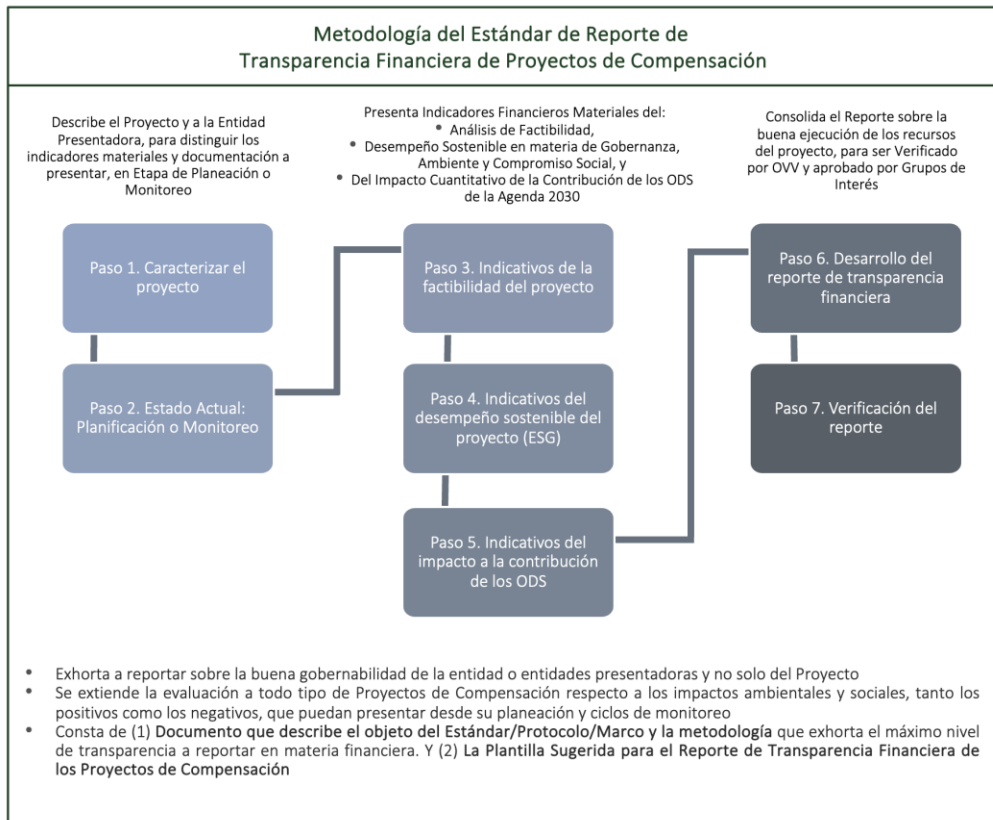 Metodología del Estándar de Reporte de
Transparencia Financiera de Proyectos de Compensación
Describe el Proyecto y a la Entidad
Presentadora, para distinguir los
indicadores materiales y documentación a
presentar, en Etapa de Planeación o
Monitoreo
Presenta Indicadores Financieros Materiales del:
• Análisis de Factibilidad,
• Desempeño Sostenible en materia de Gobernanza,
Ambiente y Compromiso Social, y
• Del Impacto Cuantitativo de la Contribución de los ODS
de la Agenda 2030
Consolida el Reporte sobre la
buena ejecución de los recursos
del proyecto, para ser Verificado
por OVV y aprobado por Grupos de
Interés
Paso 1. Caracterizar el
proyecto
Paso 2. Estado Actual:
Planificación o Monitoreo
Paso 3. Indicativos de la
factibilidad del proyecto
Paso 4. Indicativos del
desempeño sostenible del
proyecto (ESG)
Paso 5. Indicativos del
impacto a la contribución
de los ODS
Paso 6. Desarrollo del
reporte de transparencia
financiera
Paso 7. Verificación del
reporte
• Exhorta a reportar sobre la buena gobernabilidad de la entidad o entidades presentadoras y no solo del Proyecto
• Se extiende la evaluación a todo tipo de Proyectos de Compensación respecto a los impactos ambientales y sociales, tanto los
positivos como los negativos, que puedan presentar desde su planeación y ciclos de monitoreo
• Consta de (1) Documento que describe el objeto del Estándar/Protocolo/Marco y la metodología que exhorta el máximo nivel
de transparencia a reportar en materia financiera. Y (2) La Plantilla Sugerida para el Reporte de Transparencia Financiera de
los Proyectos de Compensación